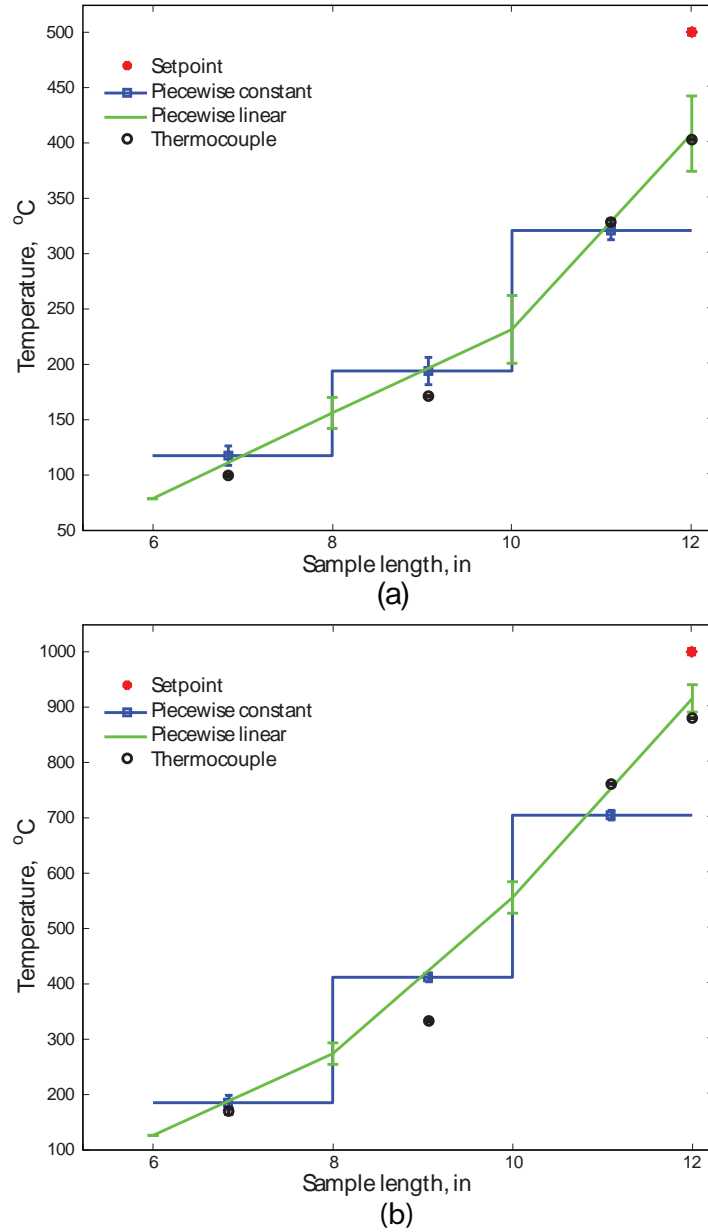 500
450
400
350
300
250
200
150
100
50
Temperature, °C
Setpoint
Piecewise constant
Piecewise linear
Thermocouple
6 8 10 12
Sample length, in
(a)
1000
900
800
700
600
500
400
300
200
100
Temperature, °C
Setpoint
Piecewise constant
Piecewise linear
Thermocouple
6 8 10 12
Sample length, in
(b)